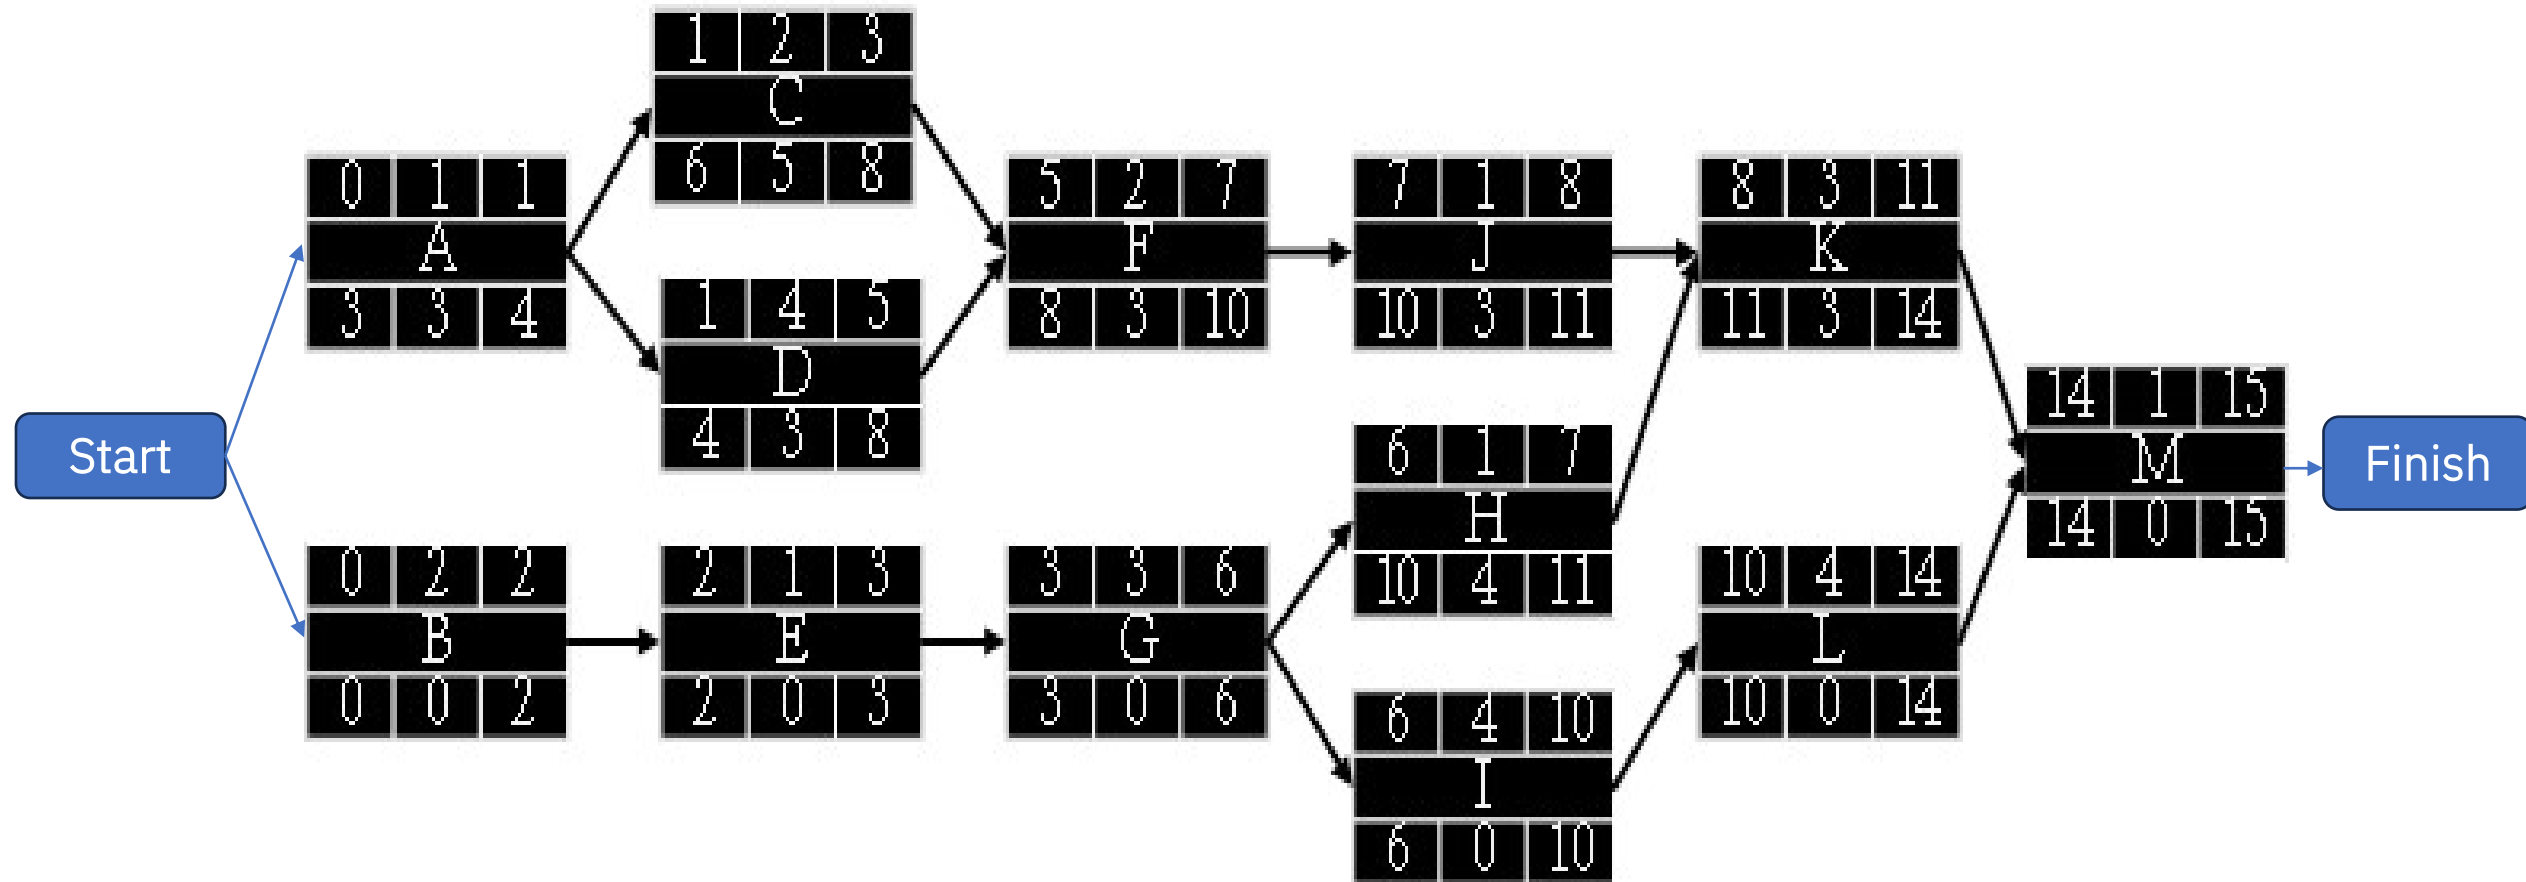 1 2 3
C
6 5 8
0 1 1
A
3 3 4
1 4 5
D
4 3 8
5 2 7
F
8 3 10
7 1 8
J
10 3 11
8 3 11
K
11 3 14
Start
0 2 2
B
0 0 2
2 1 3
E
2 0 3
3 3 6
G
3 0 6
6 1 7
H
10 4 11
6 4 10
I
6 0 10
10 4 14
L
10 0 14
14 1 15
M
14 0 15
Finish